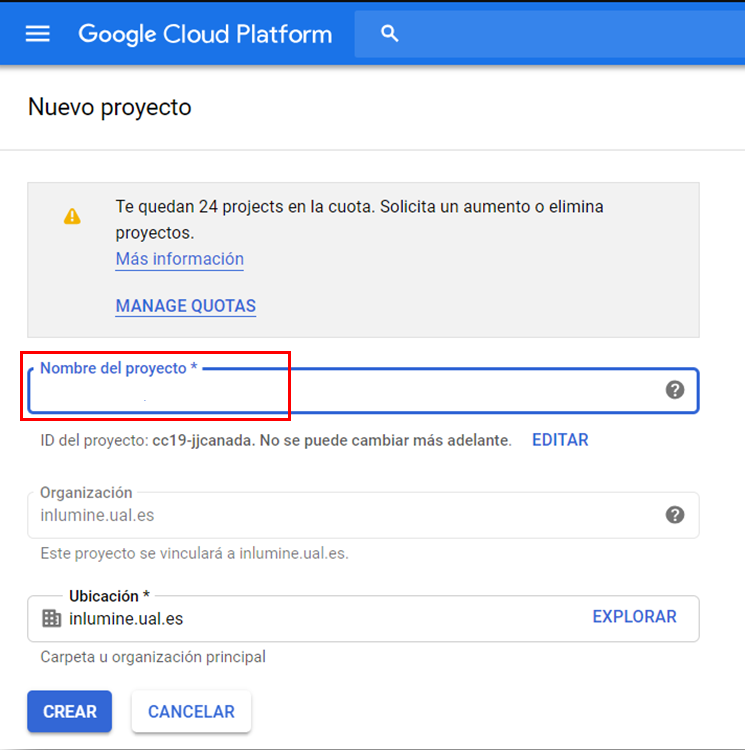 Google Cloud Platform
Nuevo proyecto
Te quedan 24 projects en la cuota. Solicita un aumento o elimina
proyectos.
Más información
MANAGE QUOTAS
Nombre del proyecto *
ID del proyecto: cc19-jjcanada. No se puede cambiar más adelante. EDITAR
Organización
inlumine.ual.es
Este proyecto se vinculará a inlumine.ual.es.
Ubicación *
inlumine.ual.es EXPLORAR
Carpeta u organización principal
CREAR CANCELAR